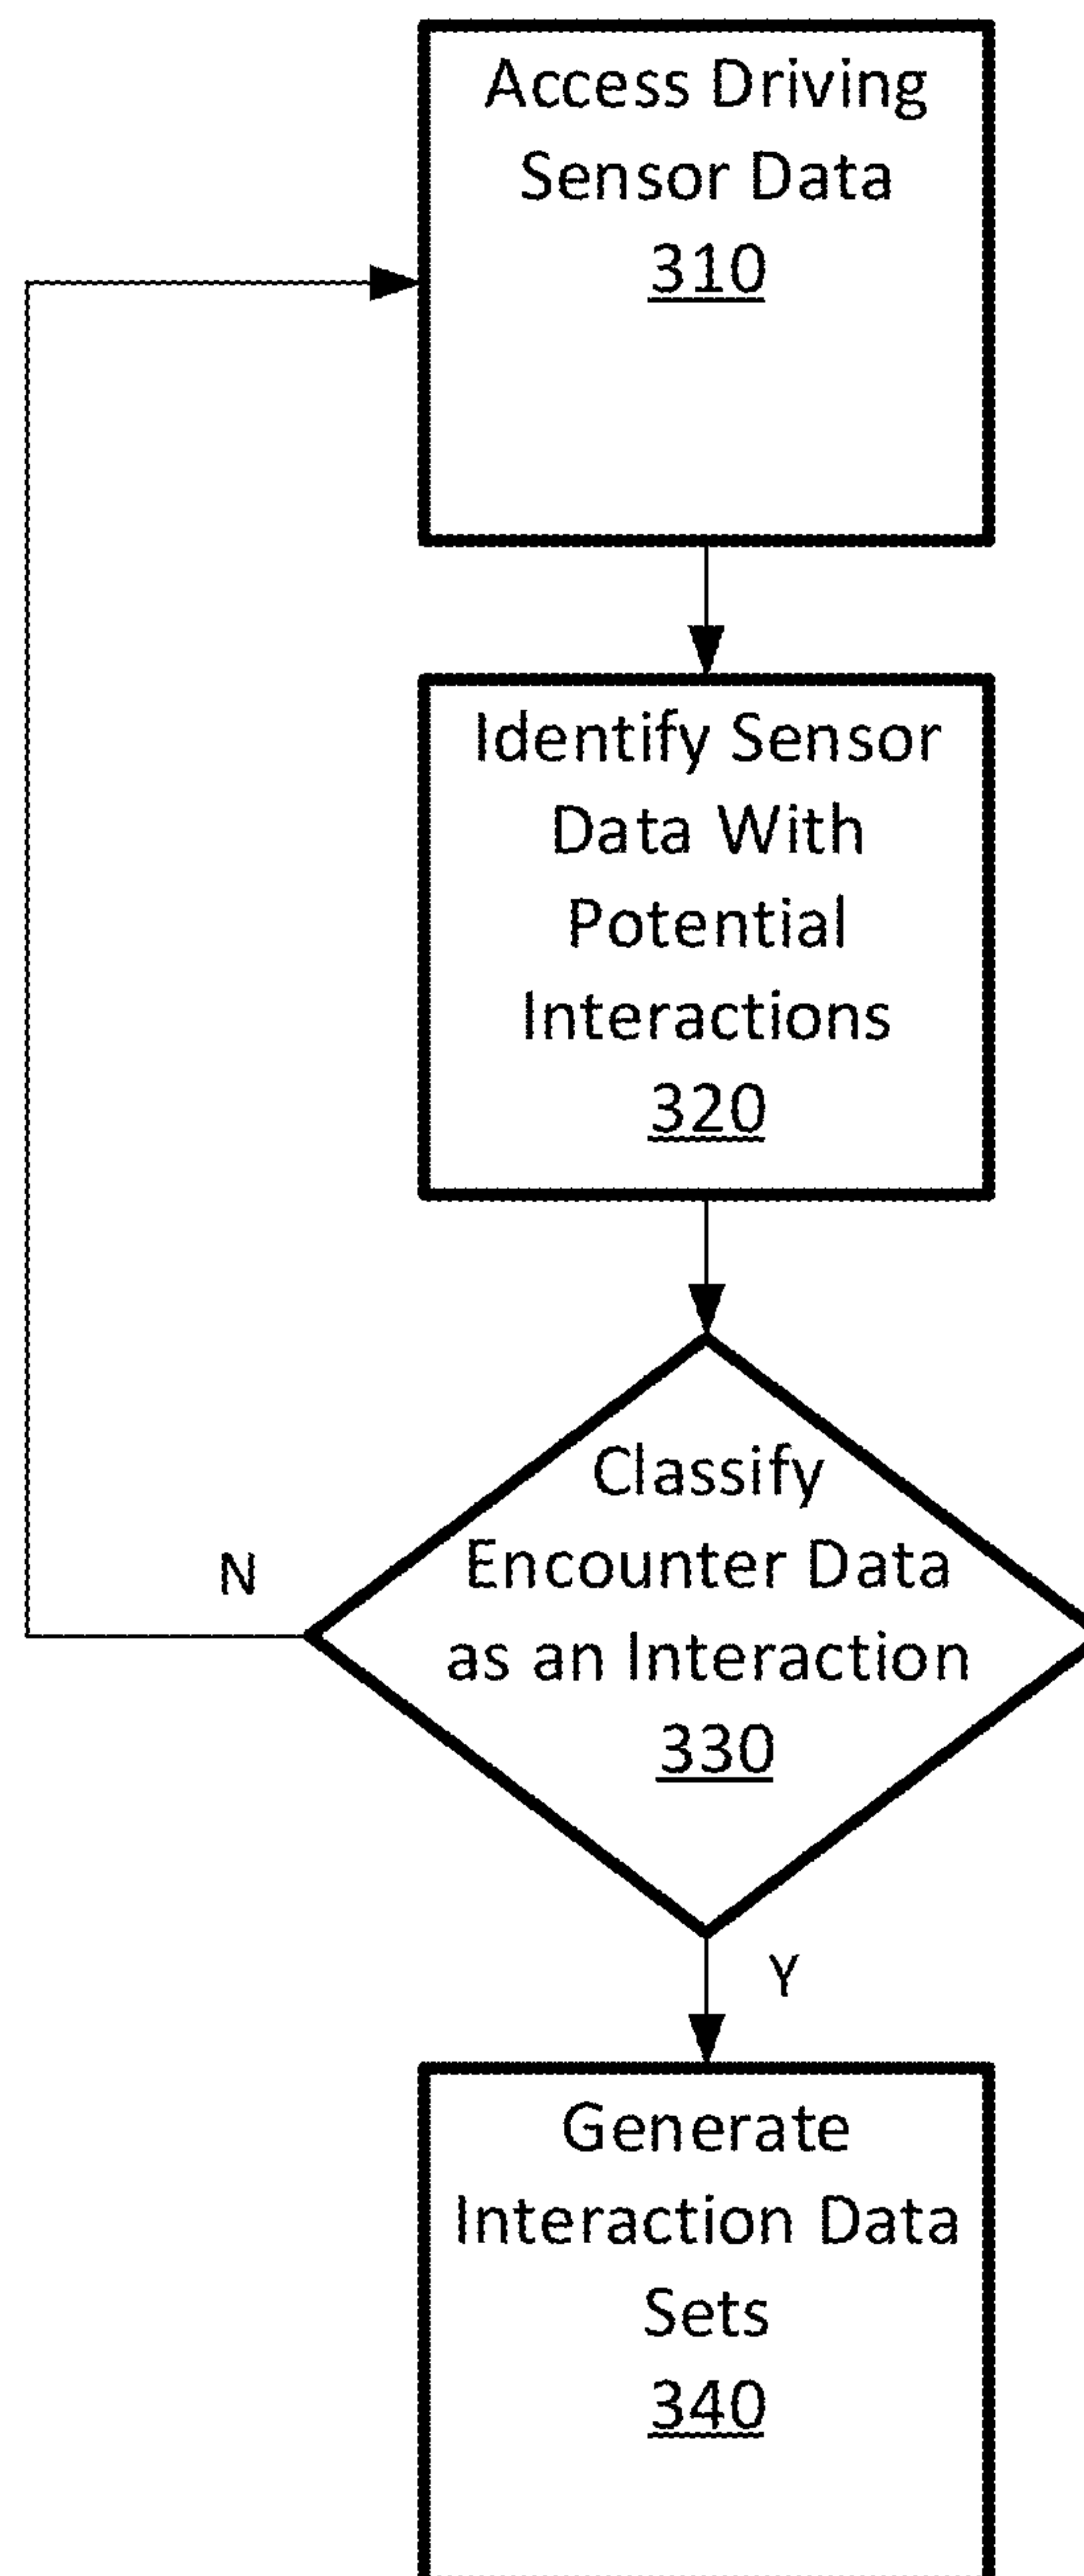 Access Driving
Sensor Data
310
Identify Sensor
Data With
Potential
Interactions
320
Classify
Encounter Data
as an Interaction
330
N
Y
Generate
Interaction Data
Sets
340